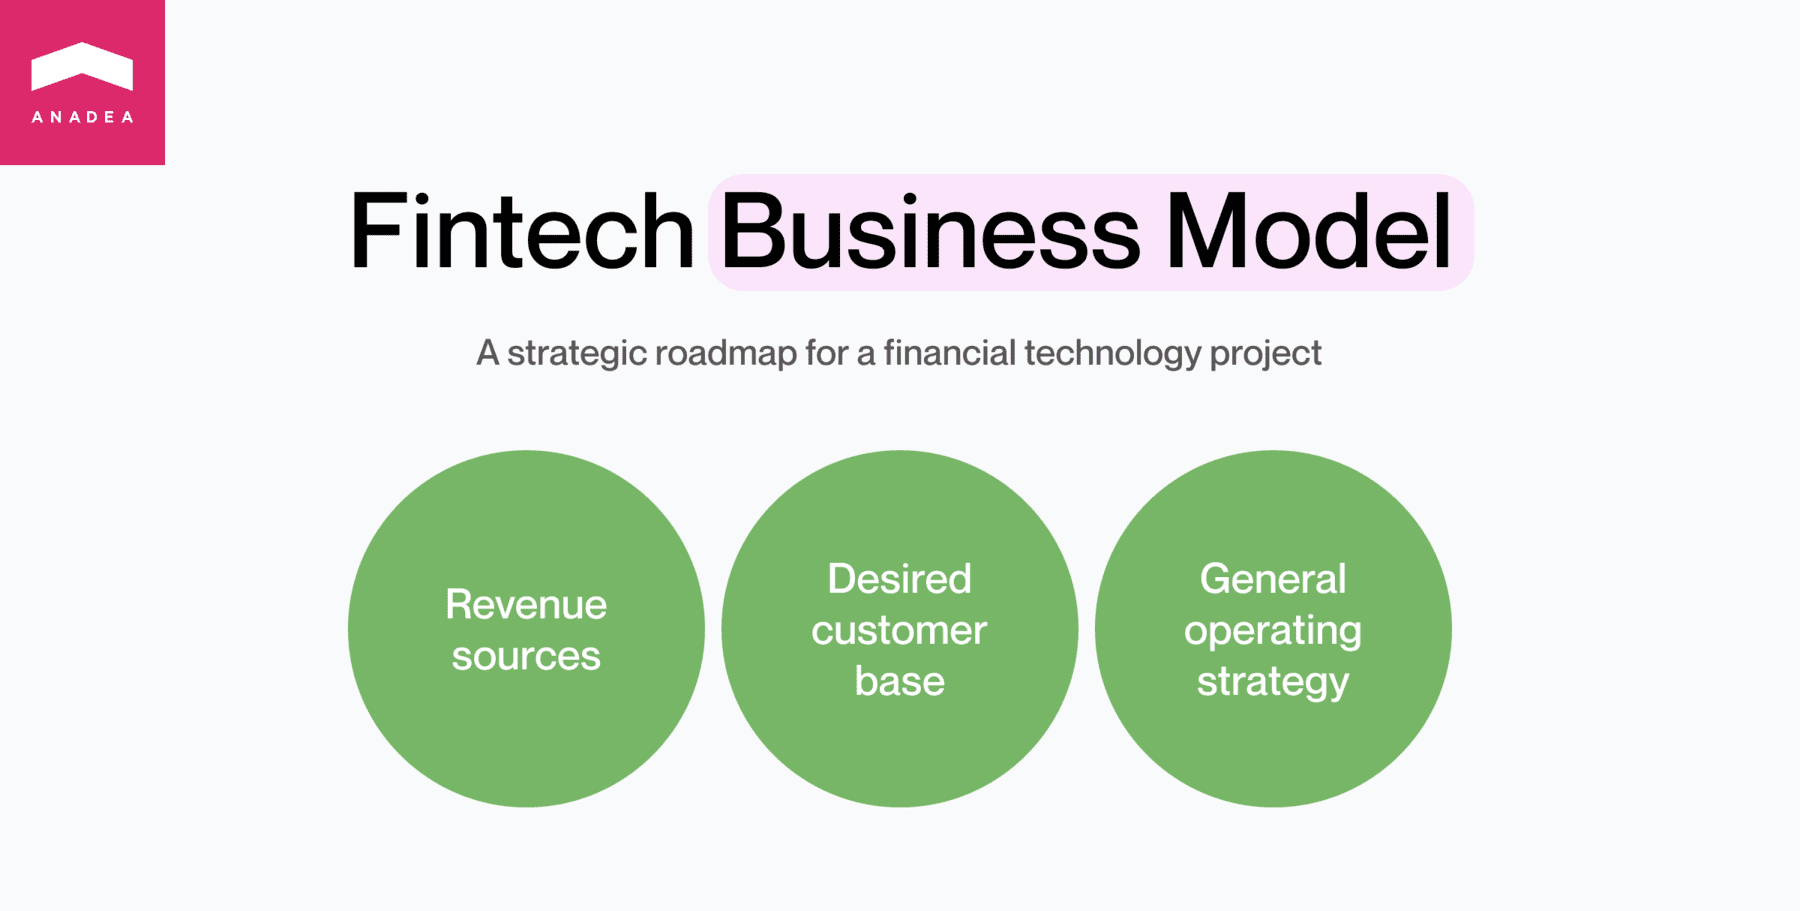 ANADEA
Fintech Business Model
A strategic roadmap for a financial technology project
Revenue
sources
Desired
customer
base
General
operating
strategy